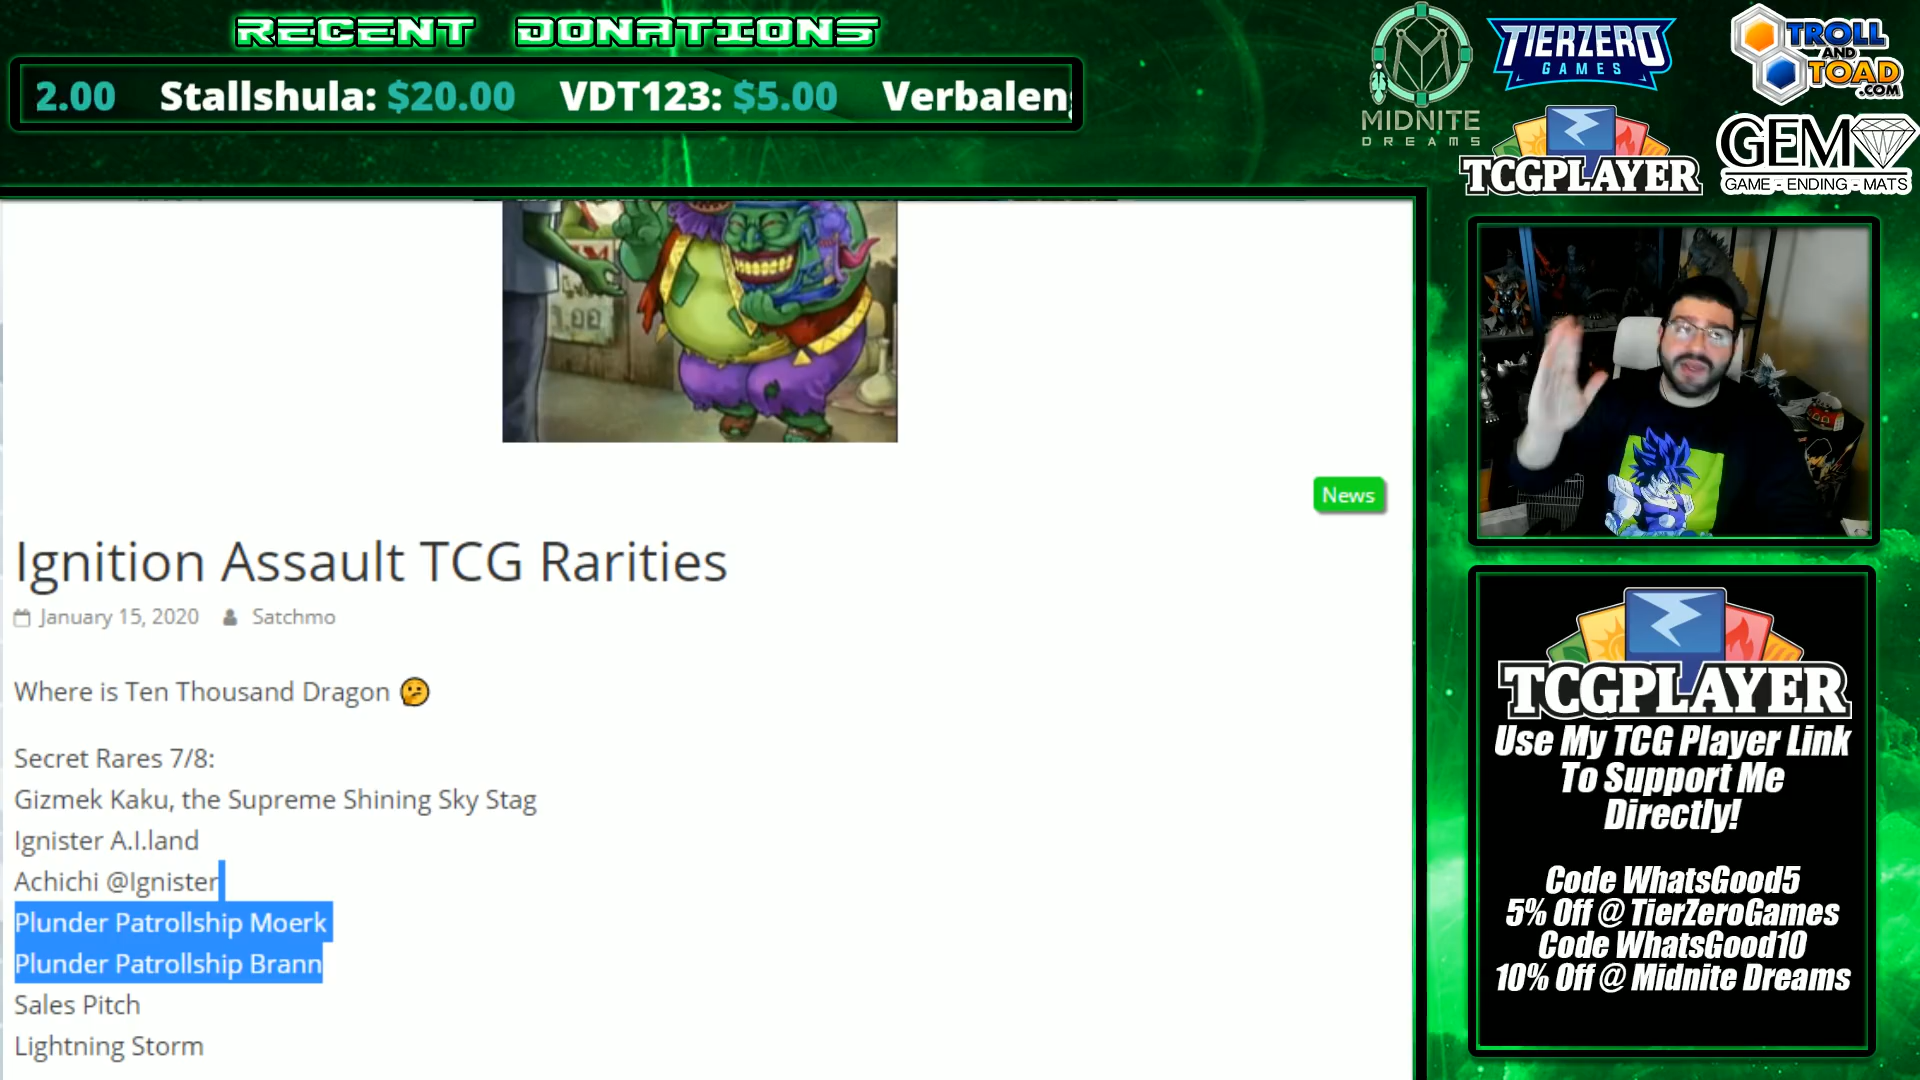 RECENT DONATIONS
2.00 Stallshula: $20.00 VDT123: $5.00 Verbaleng
MIDNITE
DREAMS
TIERZERO
GAMES
TROLL
AND
TOAD
.COM
TCGPLAYER
GEM
GAME - ENDING - MATS
News
Ignition Assault TCG Rarities
January 15, 2020 Satchmo
Where is Ten Thousand Dragon
Secret Rares 7/8:
Gizmek Kaku, the Supreme Shining Sky Stag
Ignister A.I.land
Achichi @Ignister
Plunder Patrollship Moerk
Plunder Patrollship Brann
Sales Pitch
Lightning Storm
TCGPLAYER
Use My TCG Player Link
To Support Me
Directly!
Code WhatsGood5
5% Off @ TierZeroGames
Code WhatsGood10
10% Off @ Midnite Dreams